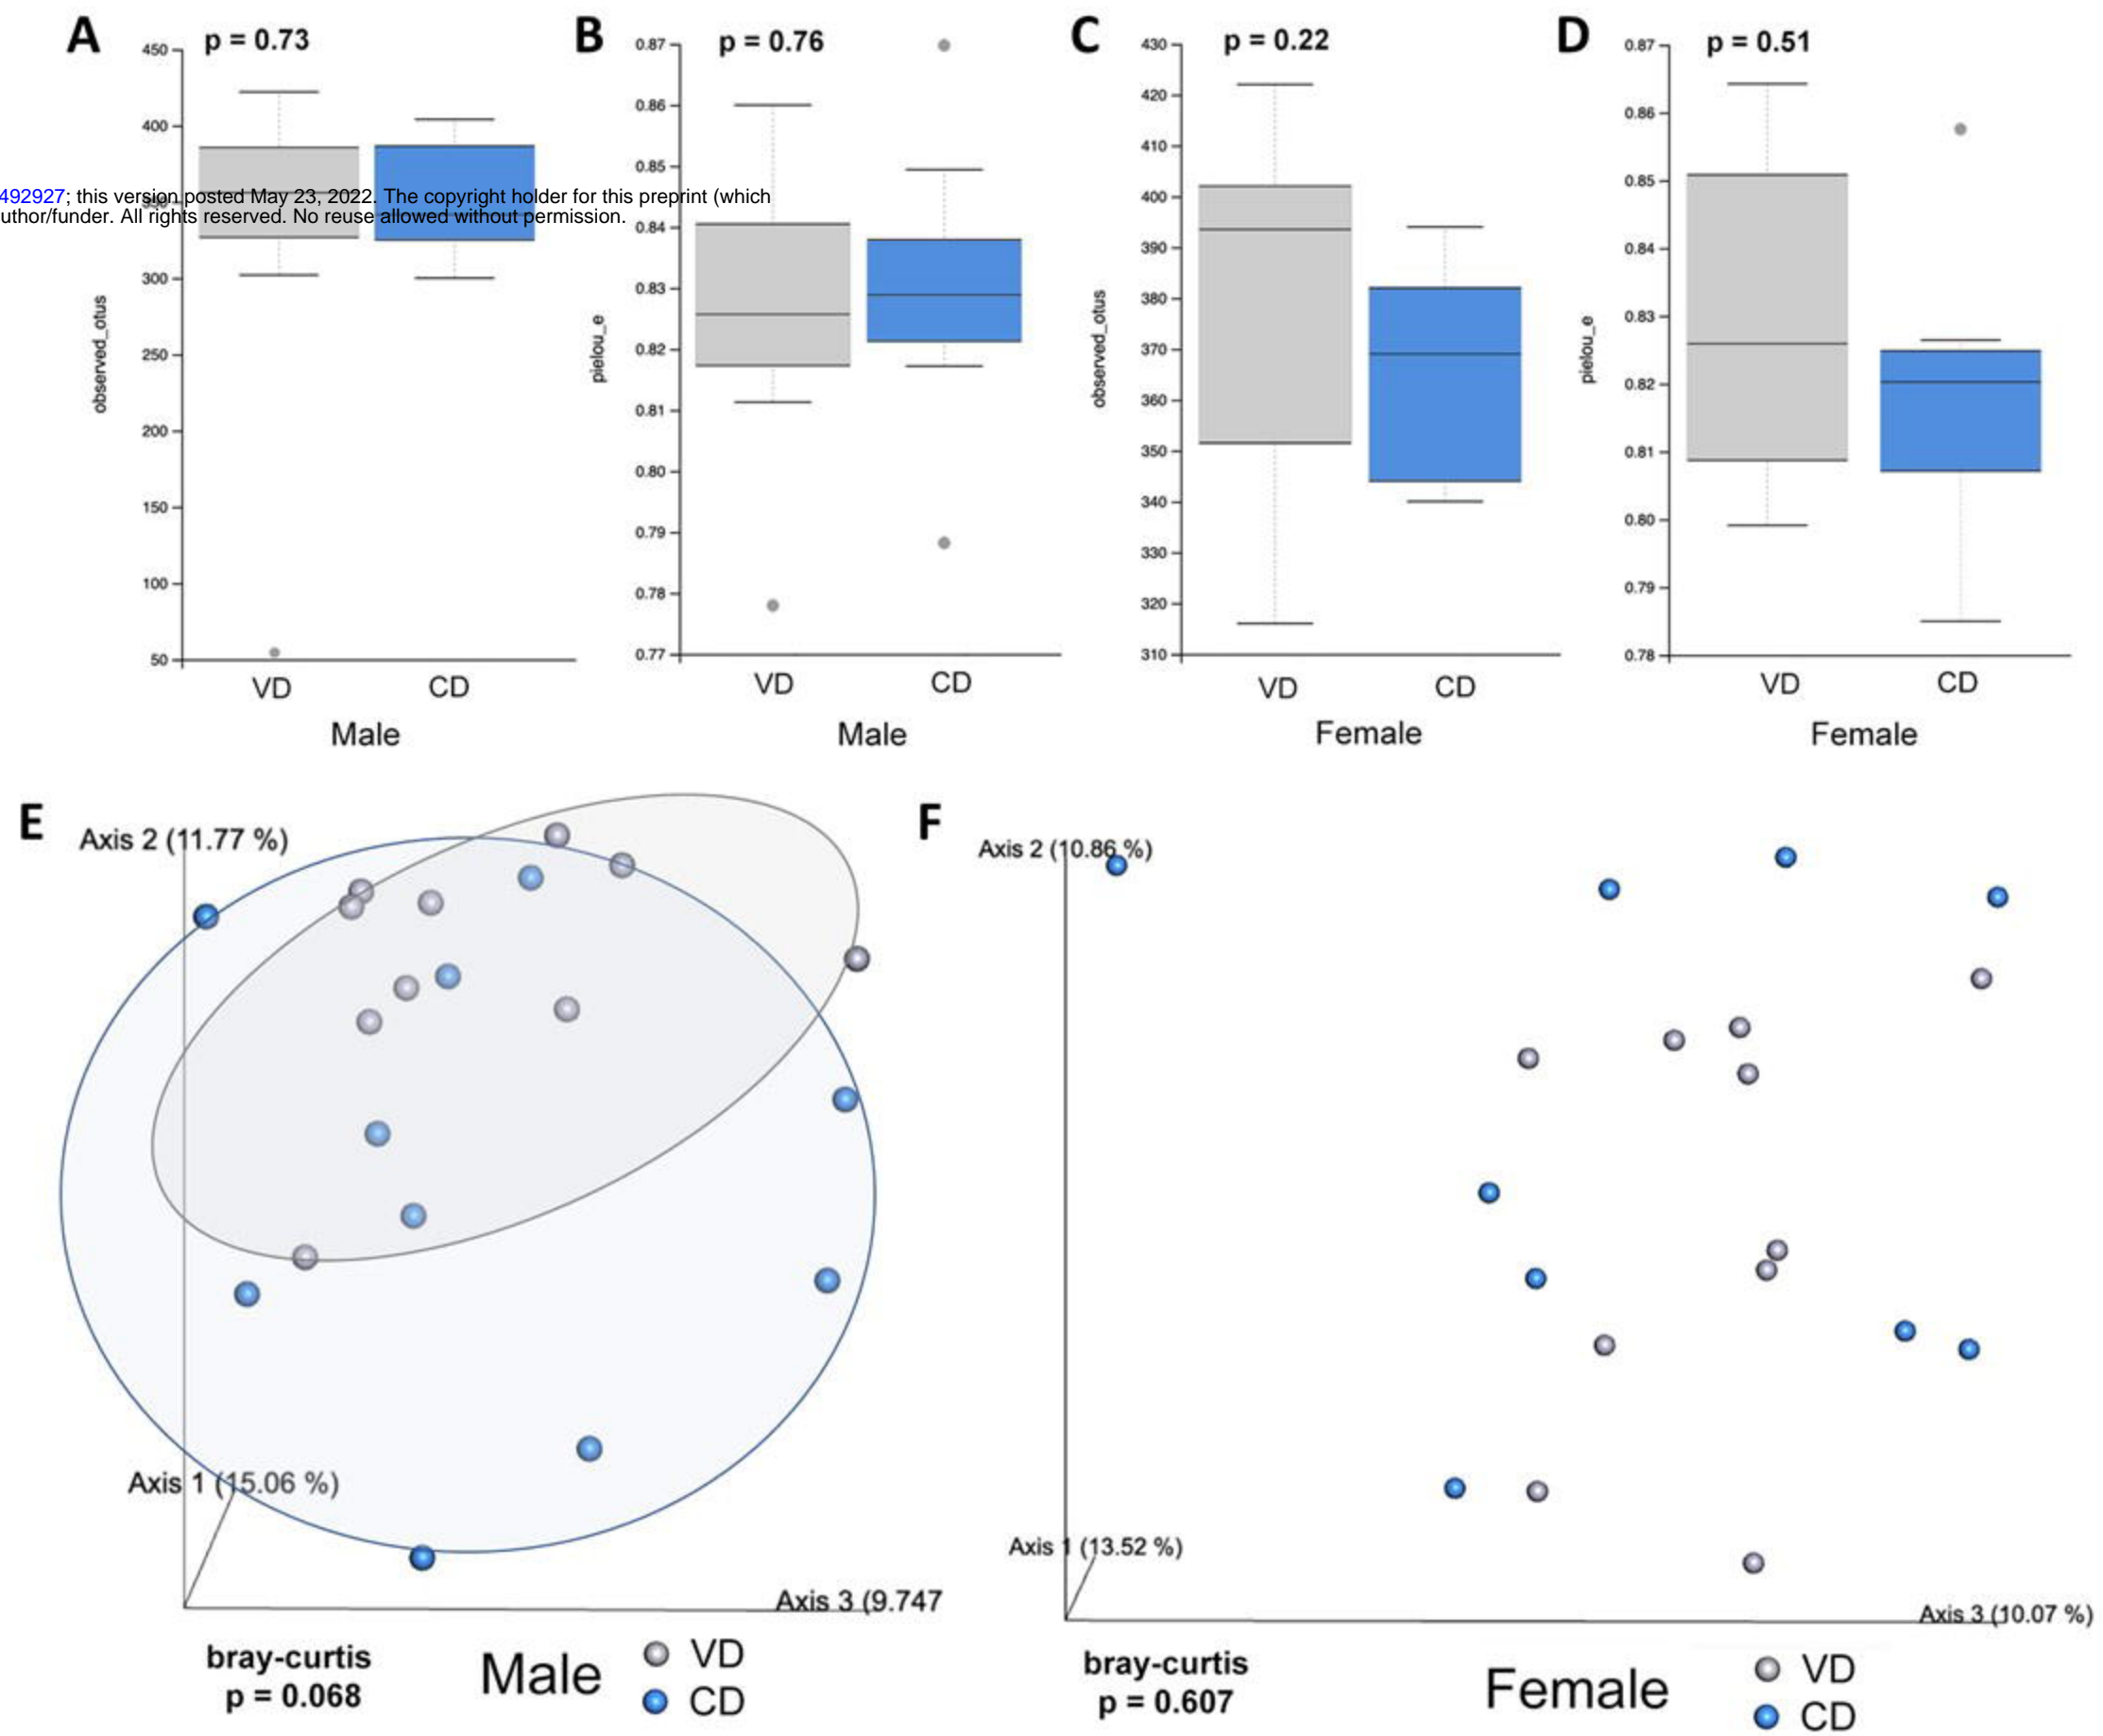 A
p = 0.73
450
400
350
300
250
200
150
100
50
observed_otus
VD
CD
Male
B
p = 0.76
0.87
0.86
0.85
0.84
0.83
0.82
0.81
0.80
0.79
0.78
0.77
pielou_e
VD
CD
Male
C
p = 0.22
430
420
410
400
390
380
370
360
350
340
330
320
310
observed_otus
VD
CD
Female
D
p = 0.51
0.87
0.86
0.85
0.84
0.83
0.82
0.81
0.80
0.79
0.78
pielou_e
VD
CD
Female
492927; this version posted May 23, 2022. The copyright holder for this preprint (which
uthor/funder. All rights reserved. No reuse allowed without permission.
E
Axis 2 (11.77 %)
Axis 1 (15.06 %)
Axis 3 (9.747
bray-curtis
p = 0.068
Male
VD
CD
F
Axis 2 (10.86 %)
Axis 1 (13.52 %)
Axis 3 (10.07 %)
bray-curtis
p = 0.607
Female
VD
CD